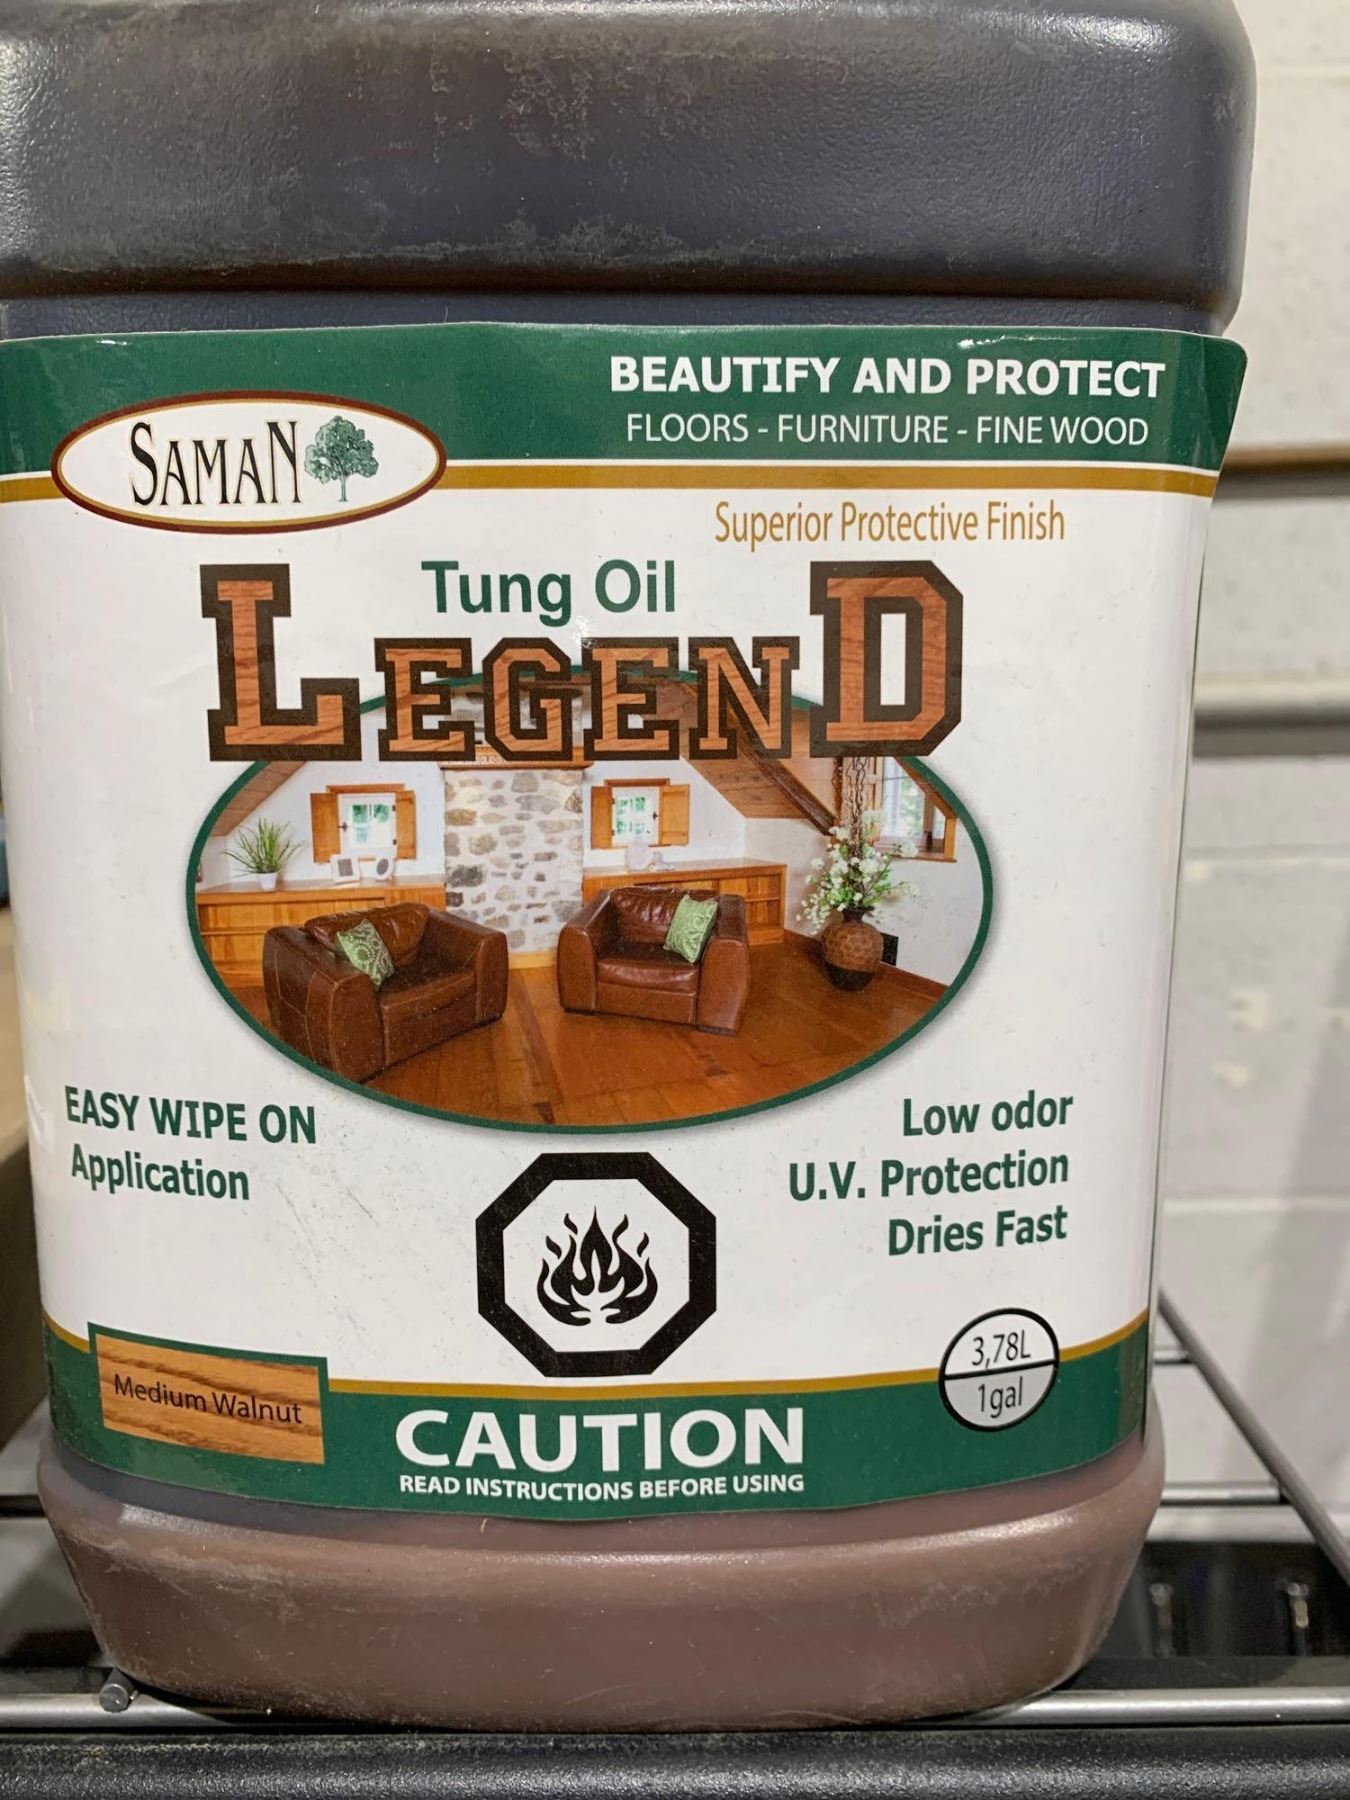 BEAUTIFY AND PROTECT
FLOORS - FURNITURE - FINE WOOD
SAMAN
Superior Protective Finish
Tung Oil
LEGEND
EASY WIPE ON
Application
Low odor
U.V. Protection
Dries Fast
3,78L
1gal
Medium Walnut
CAUTION
READ INSTRUCTIONS BEFORE USING